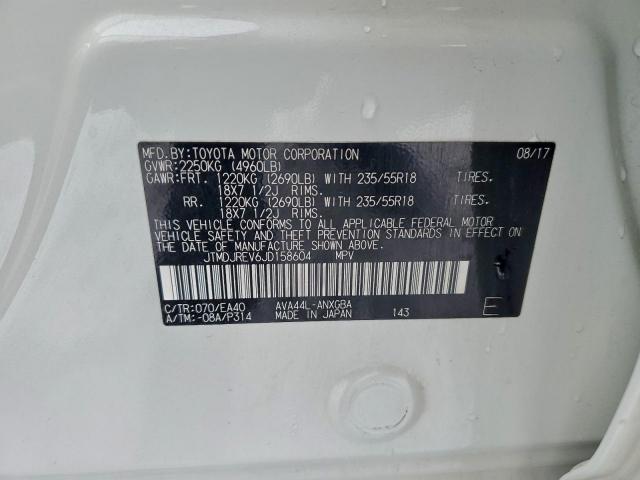 MFD.BY:TOYOTA MOTOR CORPORATION 08/17
GVWR:2250KG (4960LB)
GAWR:FRT. 1220KG (2690LB) WITH 235/55R18 TIRES.
18X7 1/2J RIMS.
RR. 1220KG (2690LB) WITH 235/55R18 TIRES.
18X7 1/2J RIMS.
THIS VEHICLE CONFORMS TO ALL APPLICABLE FEDERAL MOTOR
VEHICLE SAFETY AND THEFT PREVENTION STANDARDS IN EFFECT ON THE
DATE OF MANUFACTURE SHOWN ABOVE.
JTMDJREV6JD158604 MPV
C/TR:070/EA40 AVA44L-ANXGBA
A/TM:-08A/P314 MADE IN JAPAN 143 E